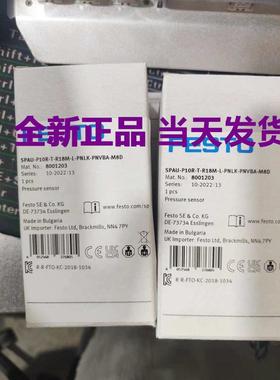 全新正品 当天发货
FESTO
SPAU-P10R-T-R18M-L-PNLK-PNVBA-M8D
Mat. No.: 8001203
Series: 10-2022-13
1 pcs
Pressure sensor
Festo SE & Co. KG
DE-73734 Esslingen
Made in Bulgaria
UK Importer: Festo Ltd, Brackmills, NN4 7PY
R-R-FTO-KC-2018-1034
SPAU-P10R-T-R18M-L-PNLK-PNVBA-M8D
Mat. No.: 8001203
Series: 10-2022-13
1 pcs
Pressure sensor
Festo SE & Co. KG
DE-73734 Esslingen
www.festo.com/sp
Made in Bulgaria
UK Importer: Festo Ltd, Brackmills, NN4 7PY
R-R-FTO-KC-2018-1034